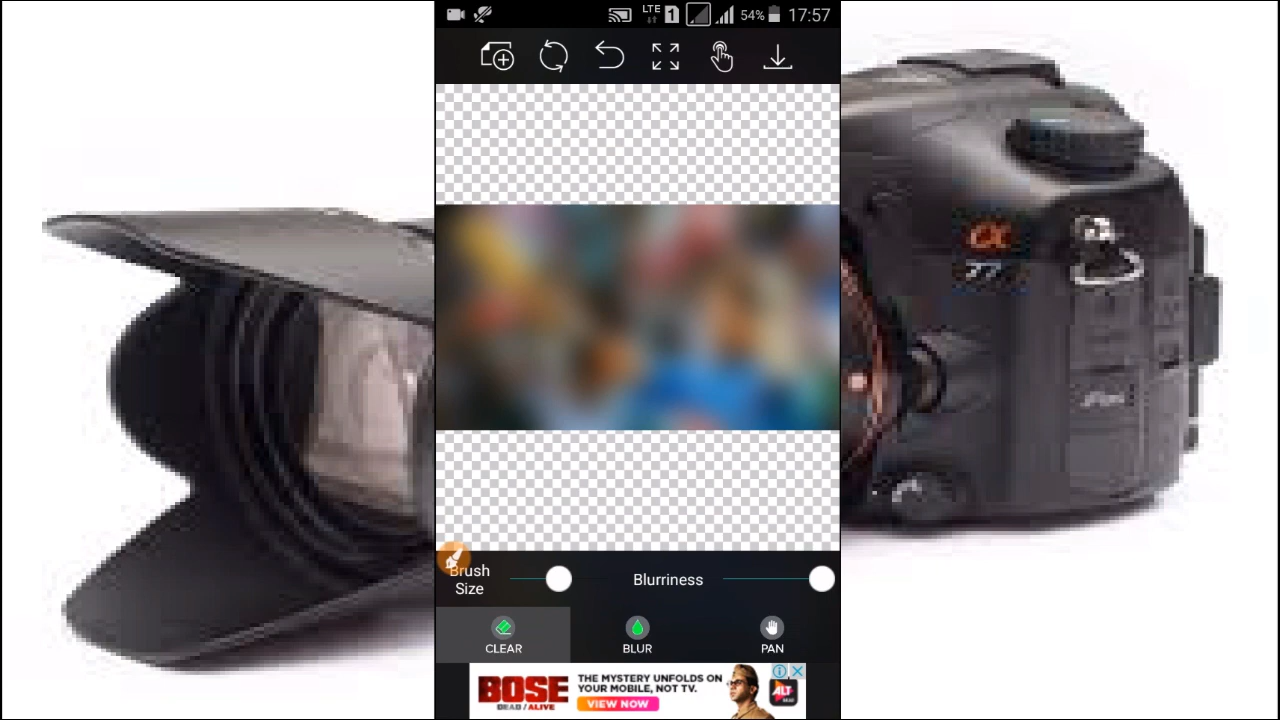 LTE
1
54%
17:57
α
77
Brush
Size
Blurriness
CLEAR
BLUR
PAN
BOSE
DEAD / ALIVE
THE MYSTERY UNFOLDS ON
YOUR MOBILE, NOT TV.
VIEW NOW
ALT